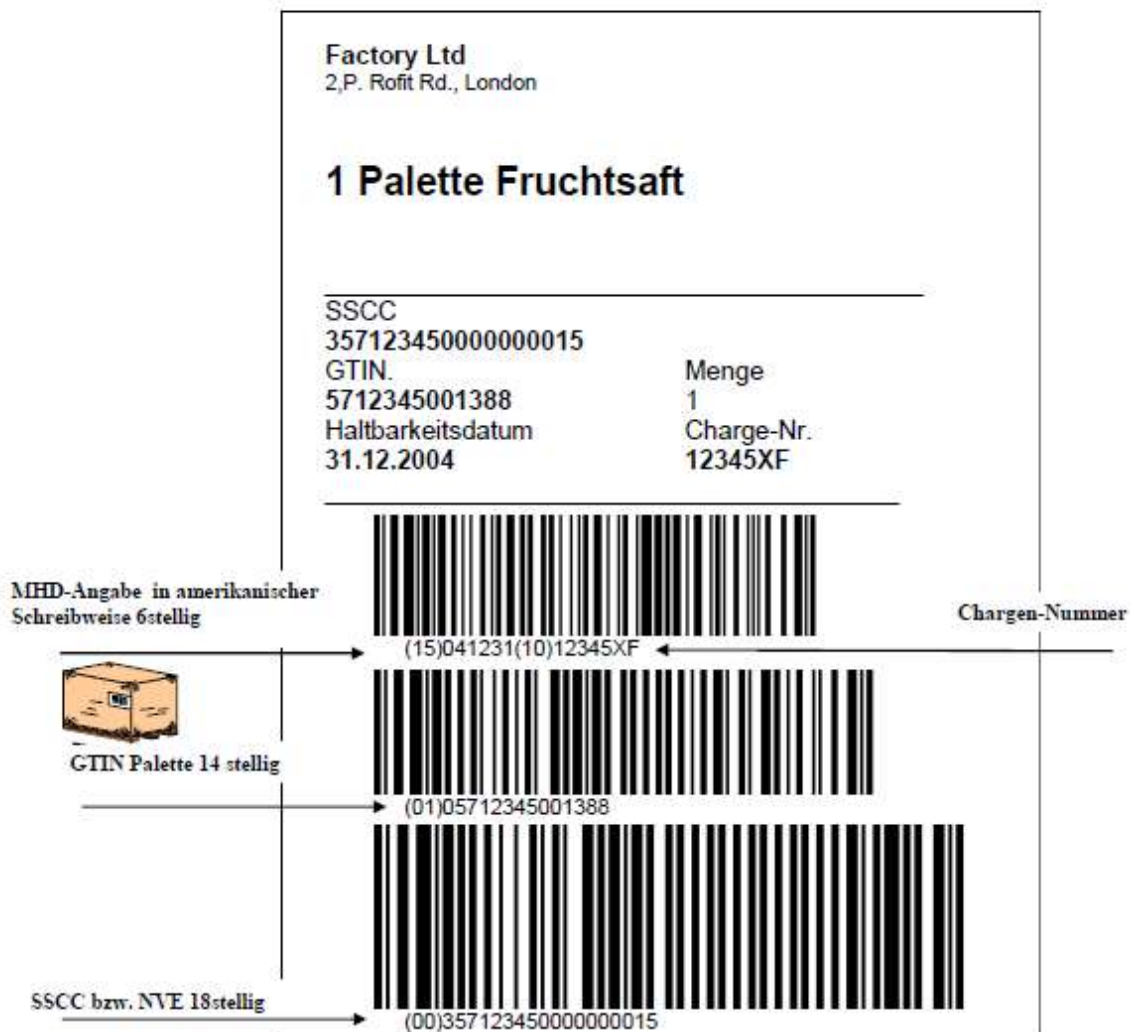 Factory Ltd
2,P. Rofit Rd., London
1 Palette Fruchtsaft
SSCC
357123450000000015
GTIN. Menge
5712345001388 1
Haltbarkeitsdatum Charge-Nr.
31.12.2004 12345XF
MHD-Angabe in amerikanischer
Schreibweise 6stellig
Chargen-Nummer
(15)041231(10)12345XF
GTIN Palette 14 stellig
(01)05712345001388
SSCC bzw. NVE 18stellig
(00)357123450000000015